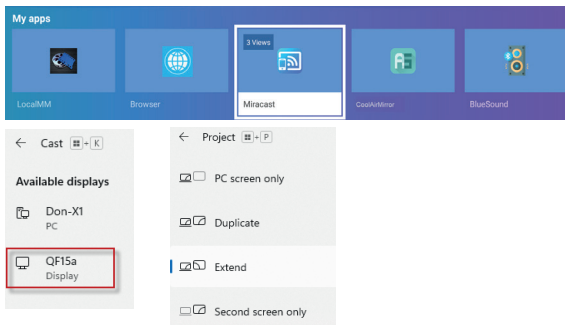 My apps
3 Views
LocalMM
Browser
Miracast
CoolAirMirror
BlueSound
← Cast ⊞ + K
Available displays
Don-X1
PC
QF15a
Display
← Project ⊞ + P
PC screen only
Duplicate
Extend
Second screen only